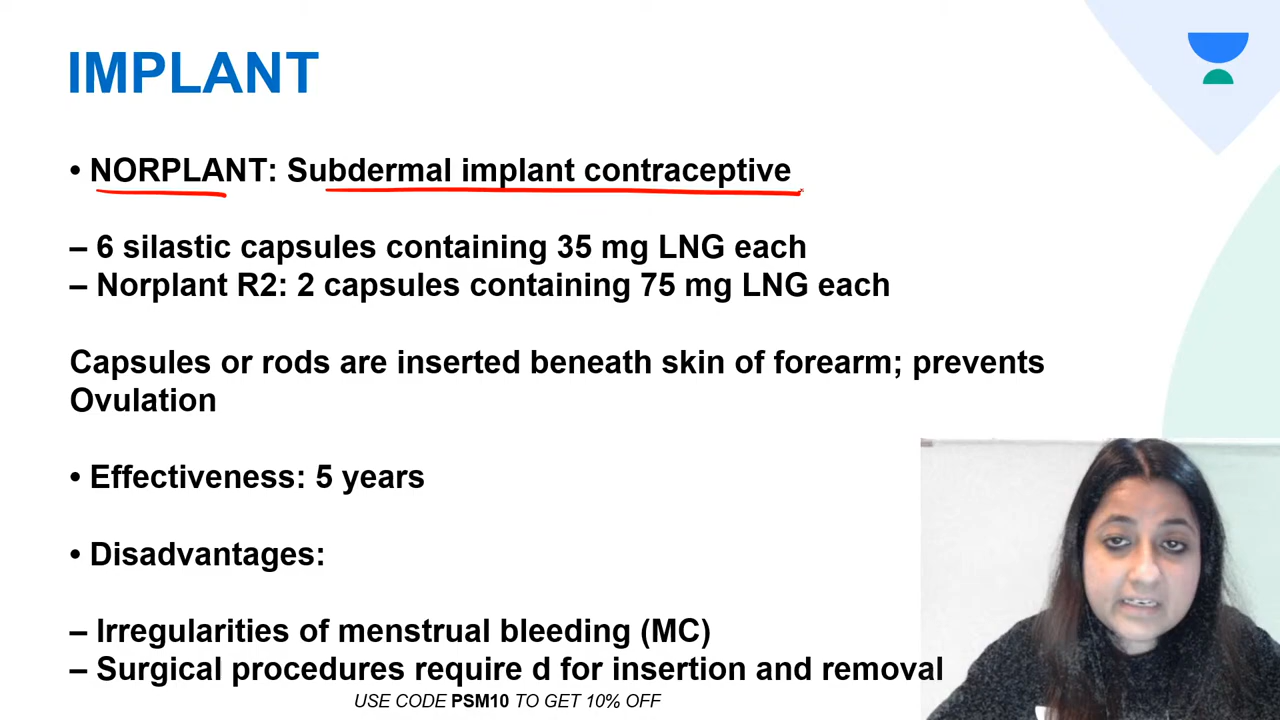 IMPLANT
• NORPLANT: Subdermal implant contraceptive
– 6 silastic capsules containing 35 mg LNG each
– Norplant R2: 2 capsules containing 75 mg LNG each
Capsules or rods are inserted beneath skin of forearm; prevents
Ovulation
• Effectiveness: 5 years
• Disadvantages:
– Irregularities of menstrual bleeding (MC)
– Surgical procedures require d for insertion and removal
USE CODE PSM10 TO GET 10% OFF